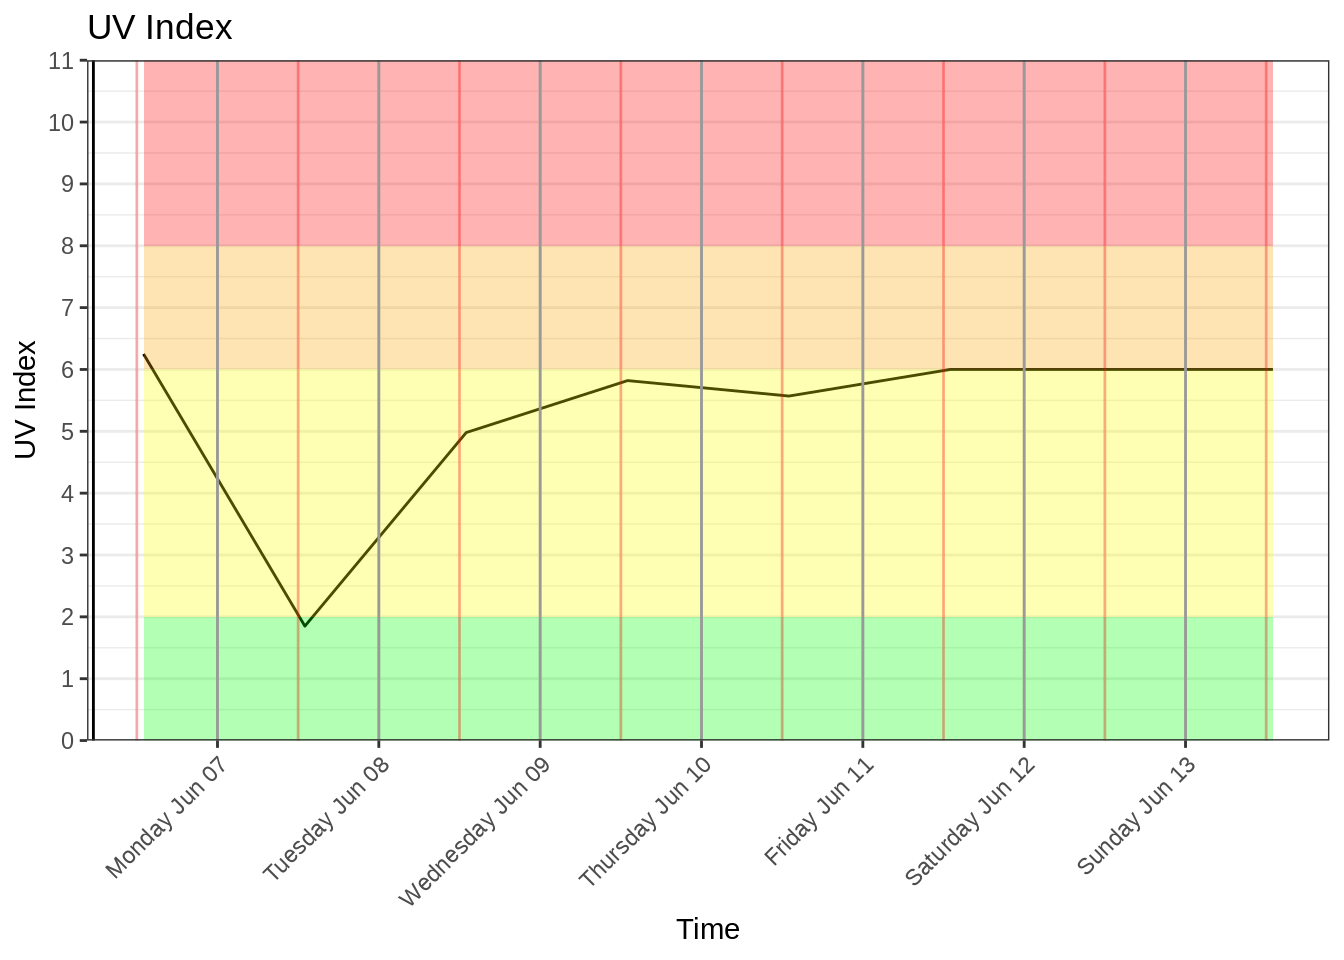 UV Index
11
10
9
8
7
6
5
4
3
2
1
0
UV Index
Monday Jun 07
Tuesday Jun 08
Wednesday Jun 09
Thursday Jun 10
Friday Jun 11
Saturday Jun 12
Sunday Jun 13
Time